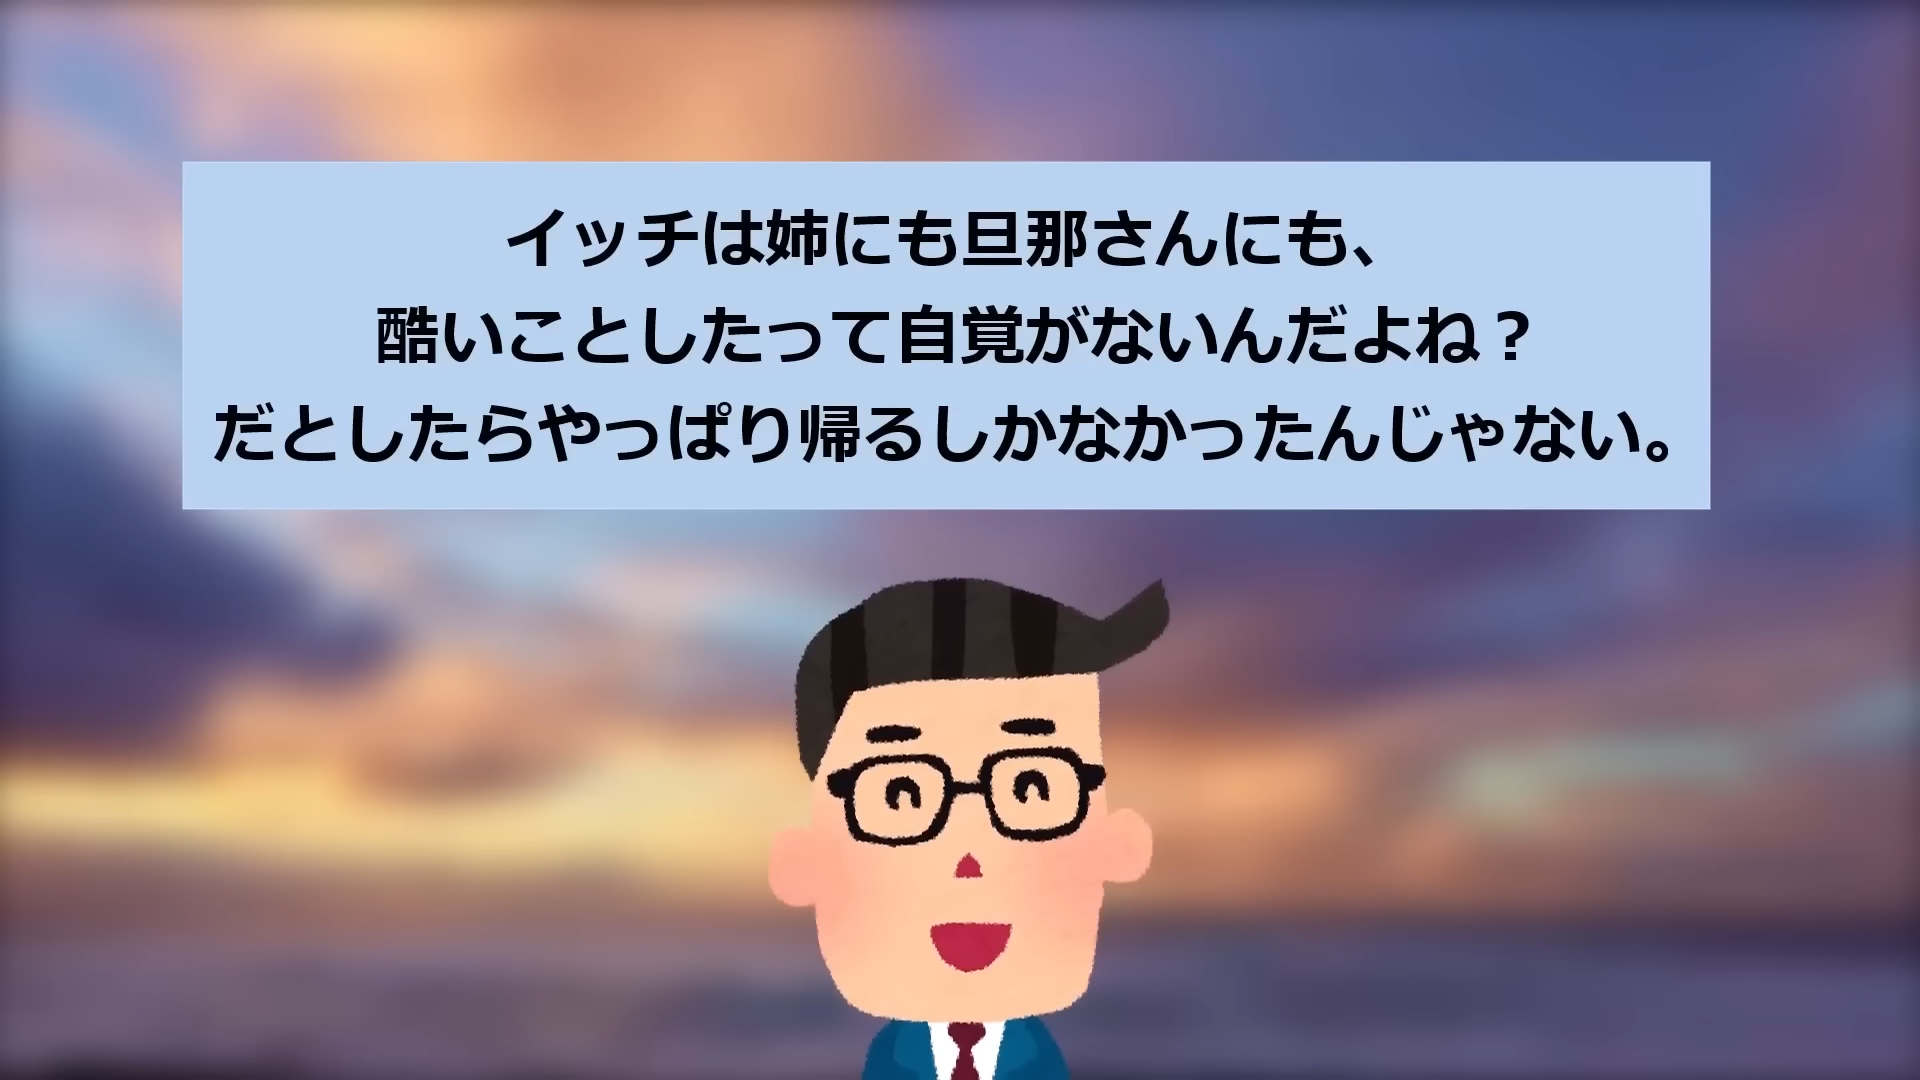 イッチは姉にも旦那さんにも、
酷いことしたって自覚がないんだよね？
だとしたらやっぱり帰るしかなかったんじゃない。